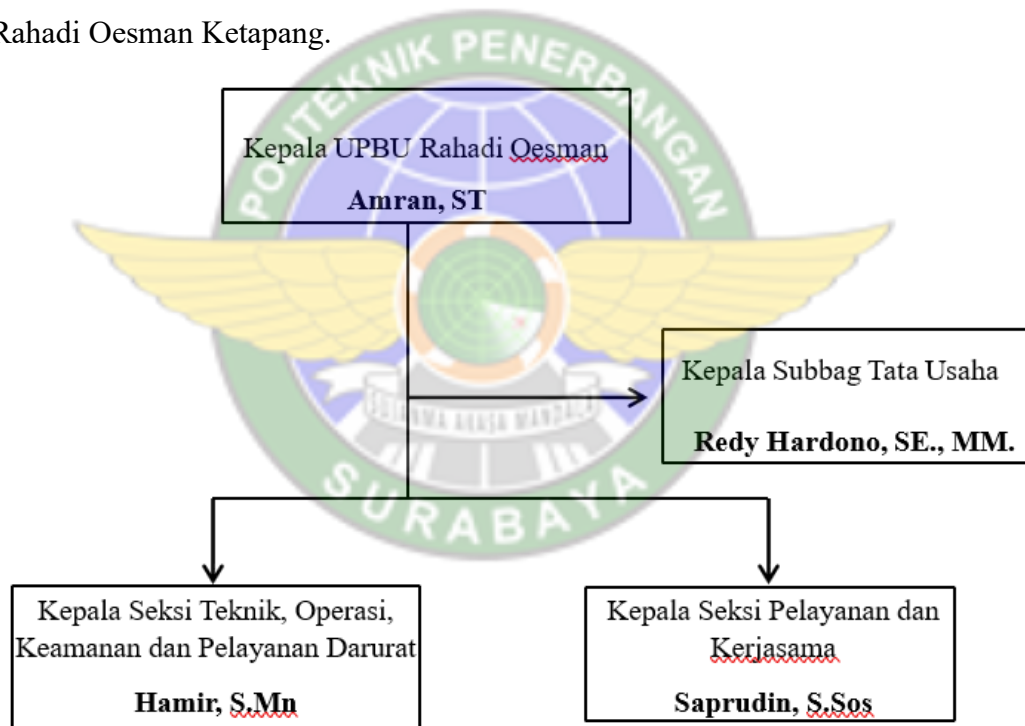 Rahadi Oesman Ketapang.
POLITEKNIK PENERBANGAN
Kepala UPBU Rahadi Oesman
Amran, ST
Kepala Subbag Tata Usaha
Redy Hardono, SE., MM.
SURABAYA
Kepala Seksi Teknik, Operasi,
Keamanan dan Pelayanan Darurat
Hamir, S.Mn
Kepala Seksi Pelayanan dan
Kerjasama
Saprudin, S.Sos